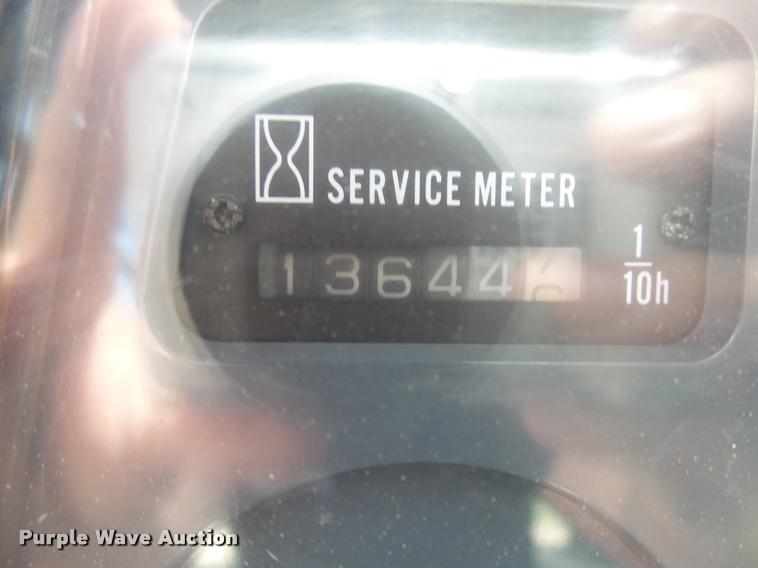 SERVICE METER
13644
1
10h
Purple Wave Auction